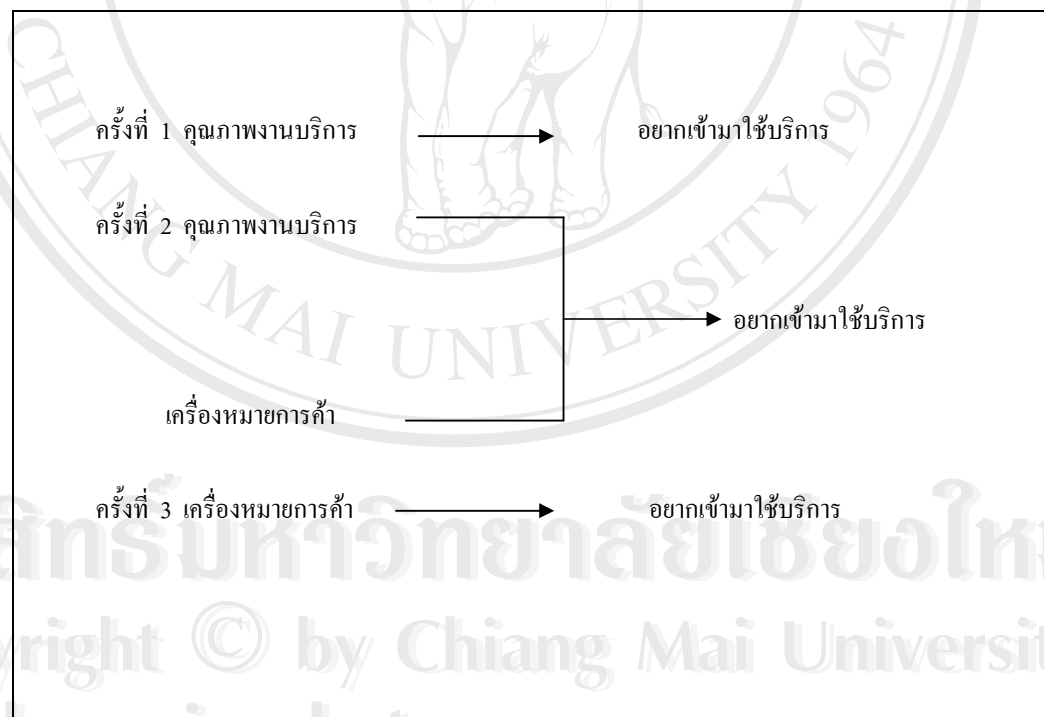 ครั้งที่ 1 คุณภาพงานบริการ อยากเข้ามาใช้บริการ
ครั้งที่ 2 คุณภาพงานบริการ
อยากเข้ามาใช้บริการ
เครื่องหมายการค้า
ครั้งที่ 3 เครื่องหมายการค้า อยากเข้ามาใช้บริการ
CHIANG MAI UNIVERSITY 1964
by Chiang Mai